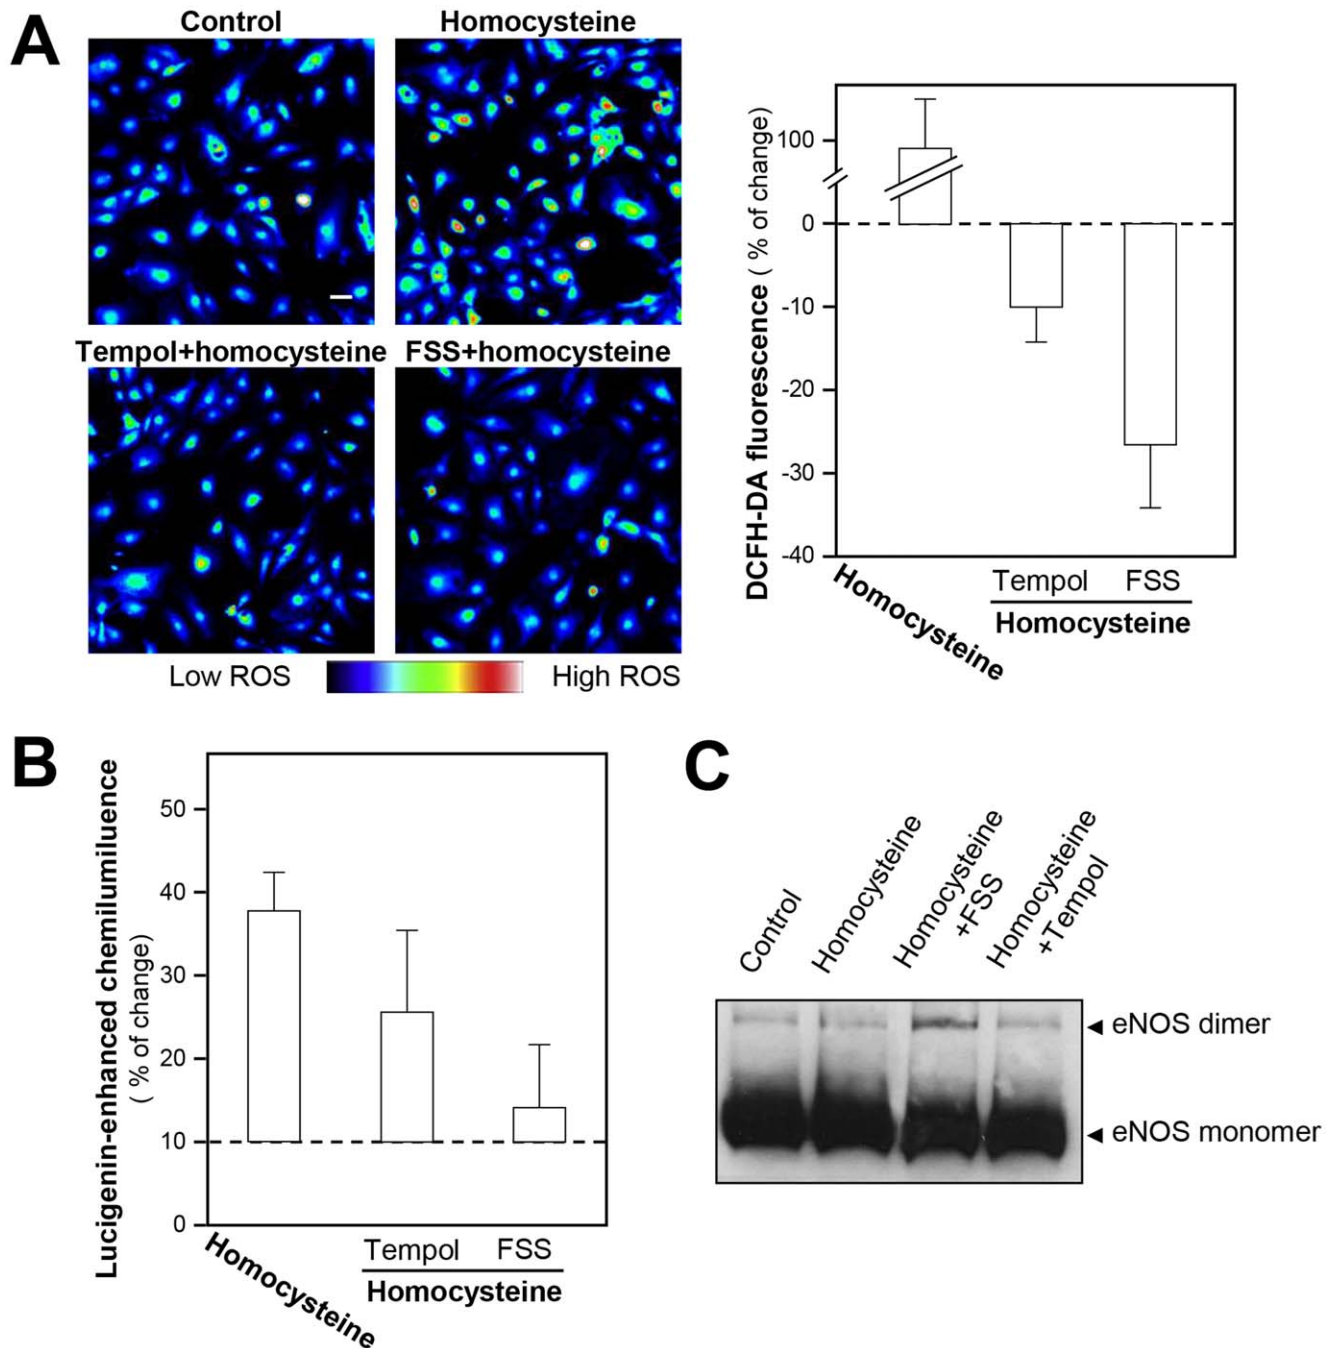 A
Control
Homocysteine
Tempol+homocysteine
FSS+homocysteine
Low ROS
High ROS
DCFH-DA fluorescence ( % of change)
100
0
-10
-20
-30
-40
Homocysteine
Tempol
FSS
Homocysteine
B
Lucigenin-enhanced chemiluminuence
( % of change)
50
40
30
20
10
0
Homocysteine
Tempol
FSS
Homocysteine
C
Control
Homocysteine
Homocysteine
+FSS
Homocysteine
+Tempol
eNOS dimer
eNOS monomer